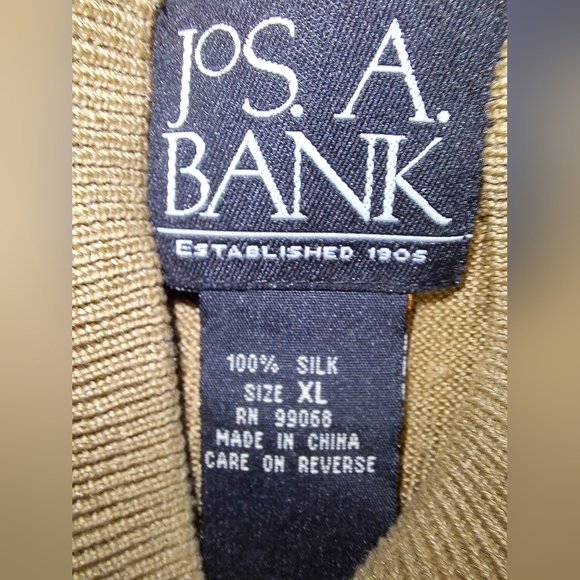 JOS. A.
BANK
ESTABLISHED 1905
100% SILK
SIZE XL
RN 99068
MADE IN CHINA
CARE ON REVERSE